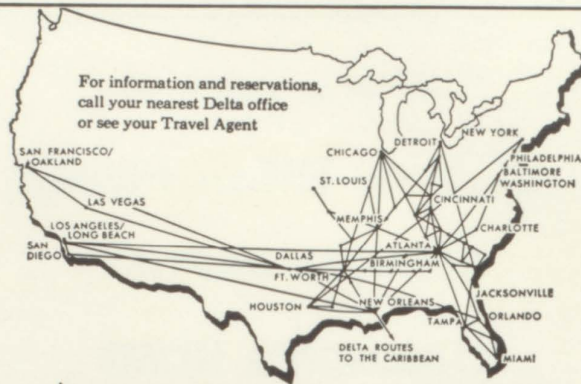 For information and reservations,
call your nearest Delta office
or see your Travel Agent
SAN FRANCISCO/
OAKLAND
LAS VEGAS
LOS ANGELES/
LONG BEACH
SAN
DIEGO
CHICAGO
DETROIT
NEW YORK
PHILADELPHIA
BALTIMORE
WASHINGTON
ST. LOUIS
CINCINNATI
MEMPHIS
CHARLOTTE
ATLANTA
BIRMINGHAM
DALLAS
FT. WORTH
HOUSTON
NEW ORLEANS
JACKSONVILLE
ORLANDO
TAMPA
MIAMI
DELTA ROUTES
TO THE CARIBBEAN